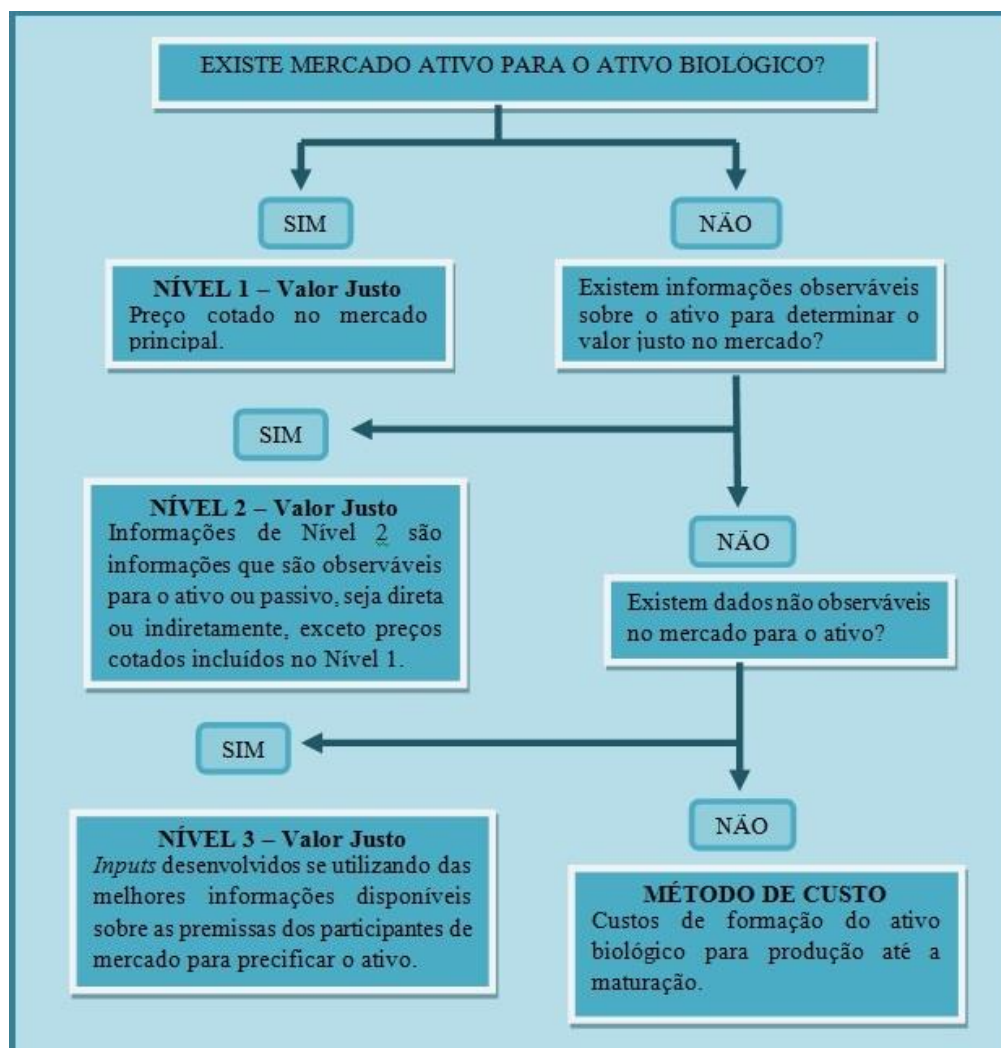 EXISTE MERCADO ATIVO PARA O ATIVO BIOLÓGICO?
SIM
NÃO
NÍVEL 1 – Valor Justo
Preço cotado no mercado
principal.
Existem informações observáveis
sobre o ativo para determinar o
valor justo no mercado?
SIM
NÍVEL 2 – Valor Justo
Informações de Nível 2 são
informações que são observáveis
para o ativo ou passivo, seja direta
ou indiretamente, exceto preços
cotados incluídos no Nível 1.
NÃO
Existem dados não observáveis
no mercado para o ativo?
SIM
NÍVEL 3 – Valor Justo
Inputs desenvolvidos se utilizando das
melhores informações disponíveis
sobre as premissas dos participantes de
mercado para precificar o ativo.
NÃO
MÉTODO DE CUSTO
Custos de formação do ativo
biológico para produção até a
maturação.